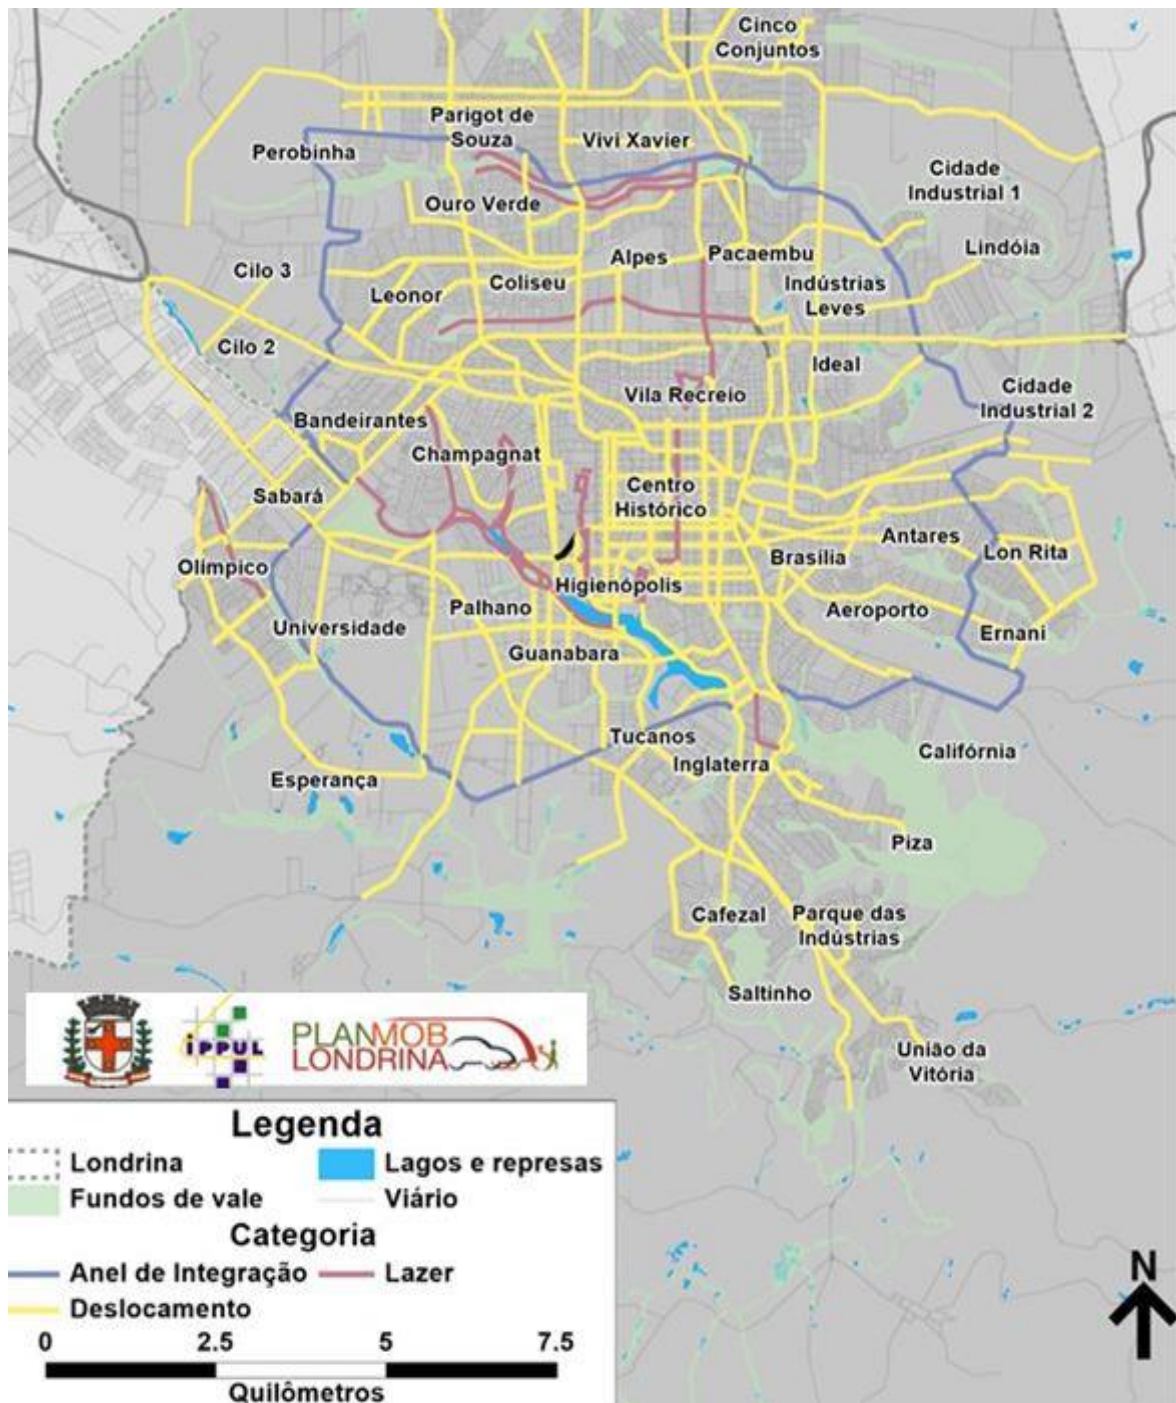 Cinco
Conjuntos
Parigot de
Souza
Vivi Xavier
Perobinha
Cidade
Industrial 1
Ouro Verde
Lindóia
Alpes
Pacaembu
Cilo 3
Coliseu
Indústrias
Leves
Leonor
Cilo 2
Ideal
Vila Recreio
Cidade
Industrial 2
Bandeirantes
Champagnat
Centro
Histórico
Sabará
Antares
Lon Rita
Brasília
Olímpico
Higienópolis
Palhano
Aeroporto
Universidade
Ernani
Guanabara
Tucanos
Califórnia
Inglaterra
Esperança
Piza
Cafezal
Parque das
Indústrias
Saltinho
União da
Vitória
iPPUL
PLANMOB
LONDRINA
Legenda
Londrina
Lagos e represas
Fundos de vale
Viário
Categoria
Anel de Integração
Lazer
Deslocamento
0 2.5 5 7.5
Quilômetros
N